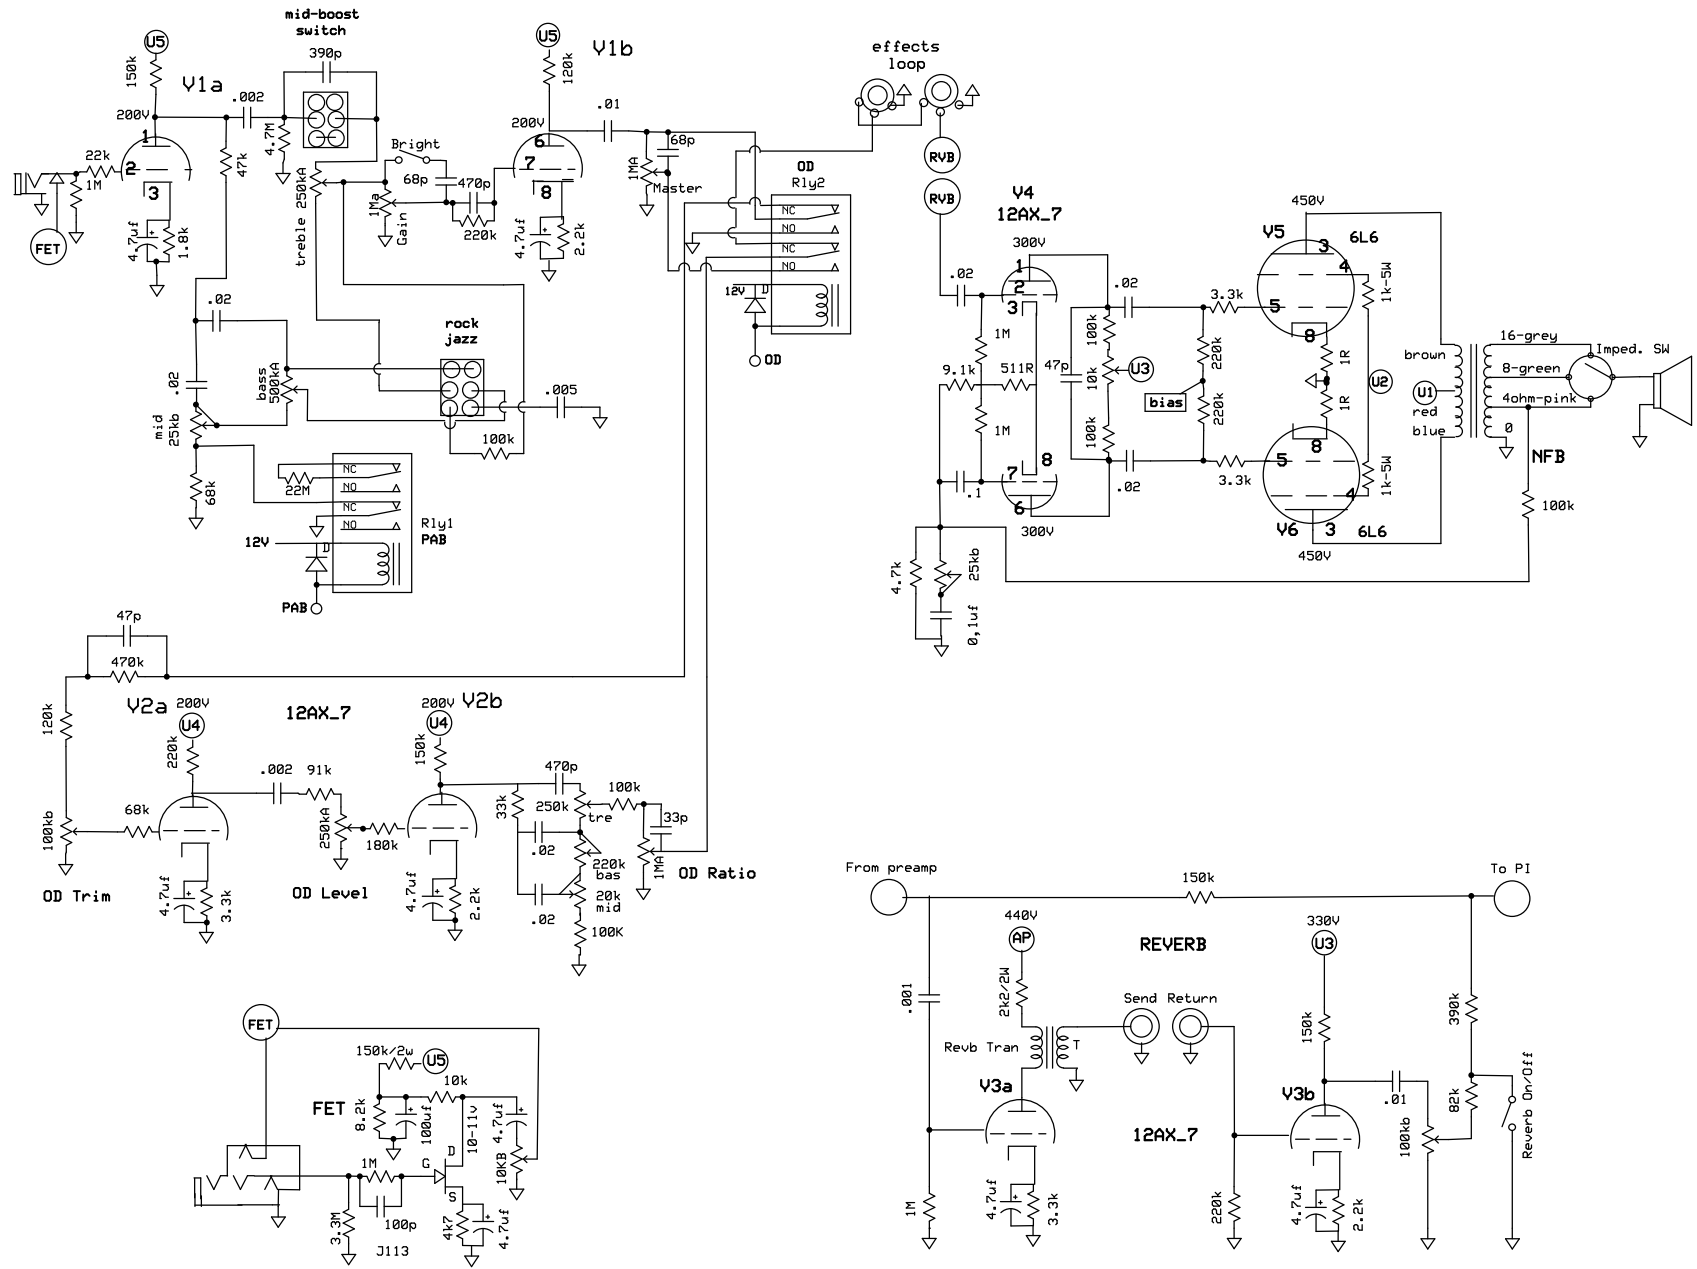 mid-boost
switch
390p
U5
150k
V1a
.002
200V
1
2
3
22k
1M
FET
4.7uf
+
1.8k
47k
4.7M
treble 250kA
Bright
68p
470p
1Ma
Gain
220k
U5
120k
V1b
200V
6
7
8
4.7uf
+
2.2k
.01
68p
1MA
Master
effects
loop
RVB
RVB
OD
Rly2
NC
NO
NC
NO
12V
D
OD
.02
.02
bass
500kA
mid
25kb
68k
rock
jazz
.005
100k
NC
22M
NO
NC
NO
Rly1
PAB
12V
D
PAB
V4
12AX_7
300V
1
2
3
.02
1M
9.1k
511R
1M
47p
100k
10k
U3
100k
.02
.02
7
8
6
.1
300V
4.7k
25kb
0,1uf
3.3k
220k
bias
220k
3.3k
450V
V5
6L6
3
4
5
8
1k-5W
1R
U2
1R
8
5
4
1k-5W
V6
3
6L6
450V
brown
U1
red
blue
16-grey
8-green
4ohm-pink
0
Imped. SW
NFB
100k
47p
470k
120k
V2a
200V
U4
220k
12AX_7
200V
V2b
U4
150k
100kb
68k
.002
91k
250kA
180k
OD Trim
4.7uf
+
3.3k
OD Level
4.7uf
+
2.2k
33k
470p
250k
tre
100k
33p
.02
220k
bas
1MA
OD Ratio
20k
mid
.02
100K
From preamp
150k
To PI
440V
AP
REVERB
330V
U3
.001
2k2/2W
Send
Return
Revb Tran
T
150k
390k
V3a
V3b
12AX_7
.01
82k
100kb
Reverb On/Off
1M
4.7uf
+
3.3k
220k
4.7uf
+
2.2k
FET
150k/2w
U5
10k
FET
8.2k
+
100uf
10-11v
4.7uf
+
D
G
S
1M
10KB
3.3M
100p
J113
4k7
+
4.7uf